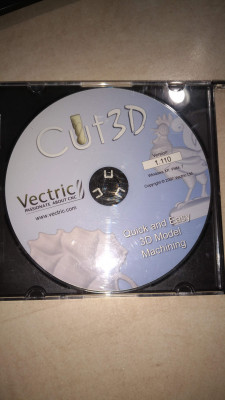 Cut3D
Version
1.110
Vectric
PASSIONATE ABOUT CNC
www.vectric.com
Quick and Easy
3D Model
Machining